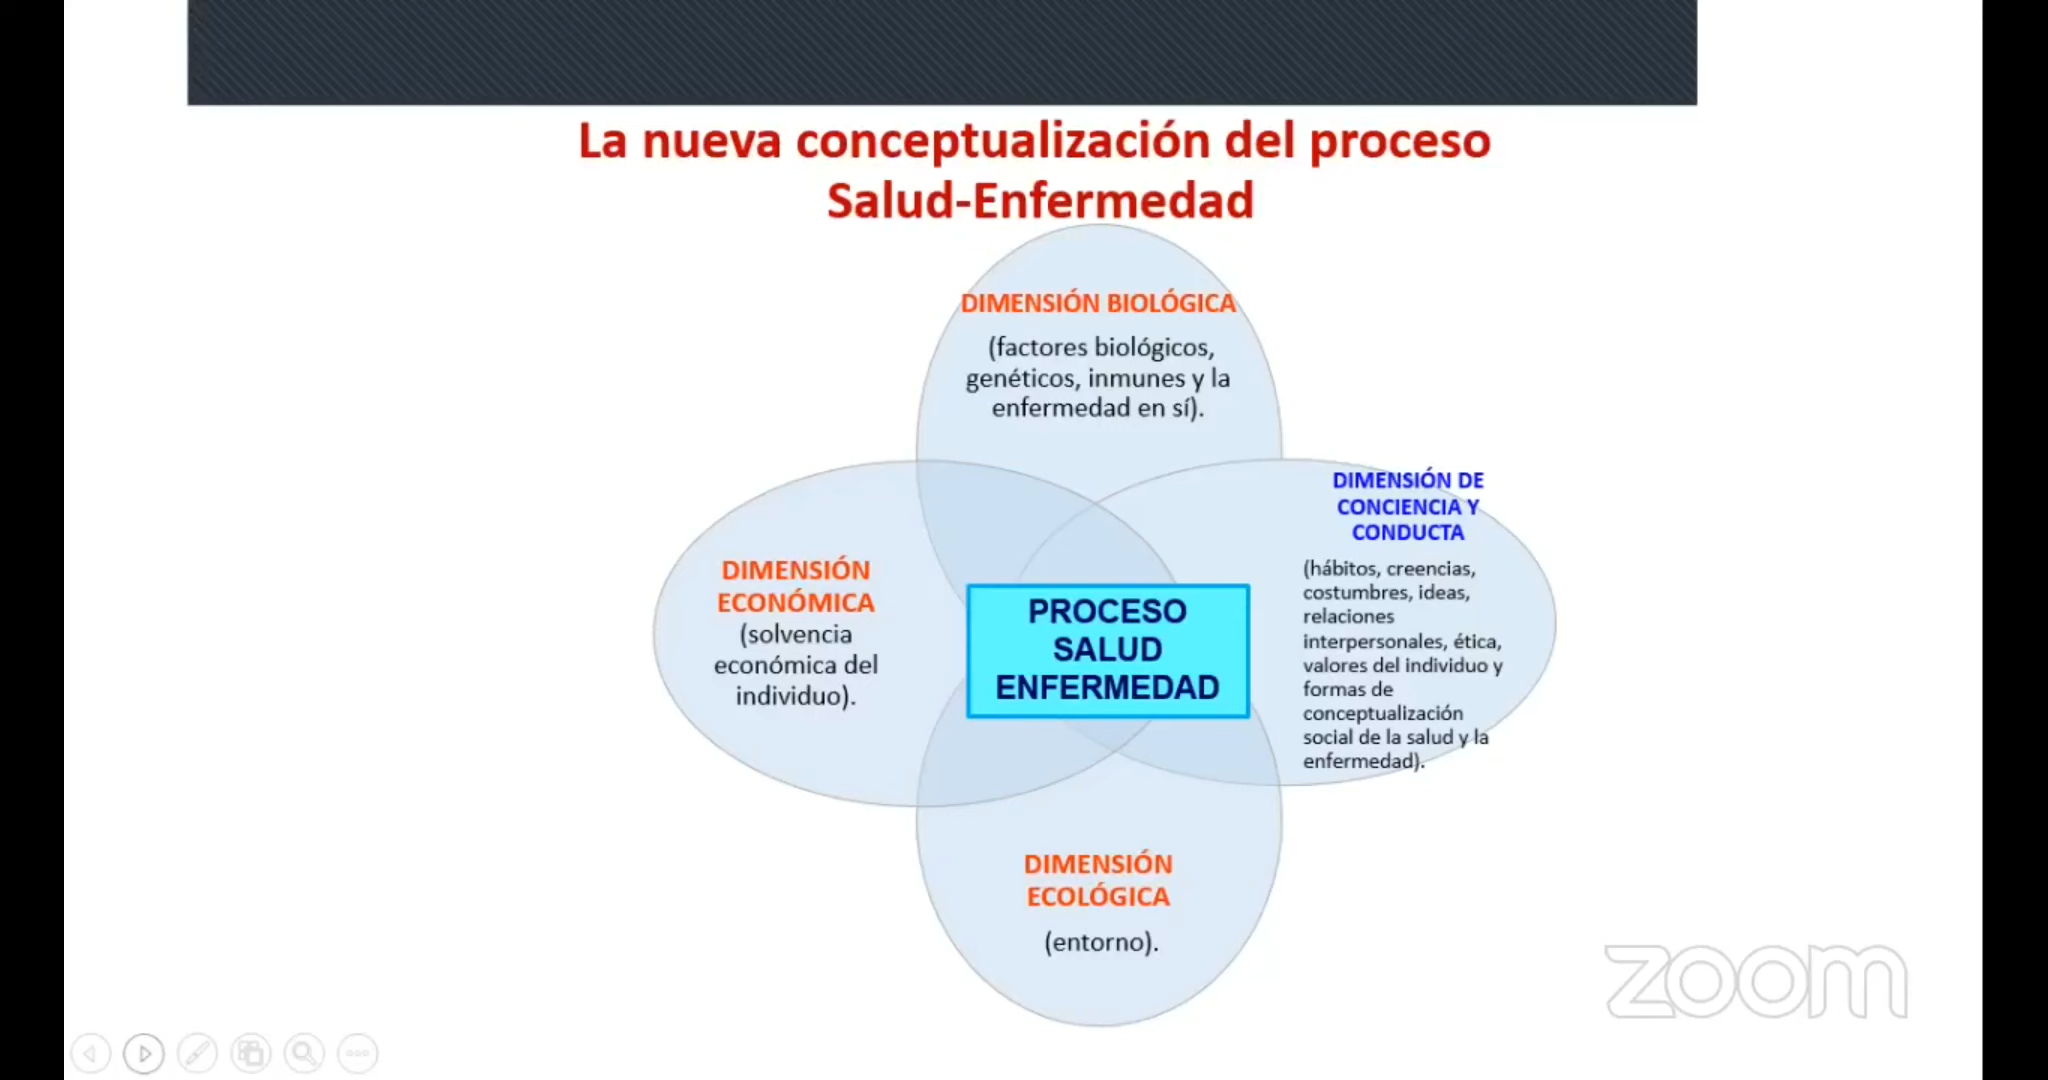 La nueva conceptualización del proceso
Salud-Enfermedad
DIMENSIÓN BIOLÓGICA
(factores biológicos,
genéticos, inmunes y la
enfermedad en sí).
DIMENSIÓN DE
CONCIENCIA Y
CONDUCTA
(hábitos, creencias,
costumbres, ideas,
relaciones
interpersonales, ética,
valores del individuo y
formas de
conceptualización
social de la salud y la
enfermedad).
DIMENSIÓN
ECONÓMICA
(solvencia
económica del
individuo).
PROCESO
SALUD
ENFERMEDAD
DIMENSIÓN
ECOLÓGICA
(entorno).
zoom